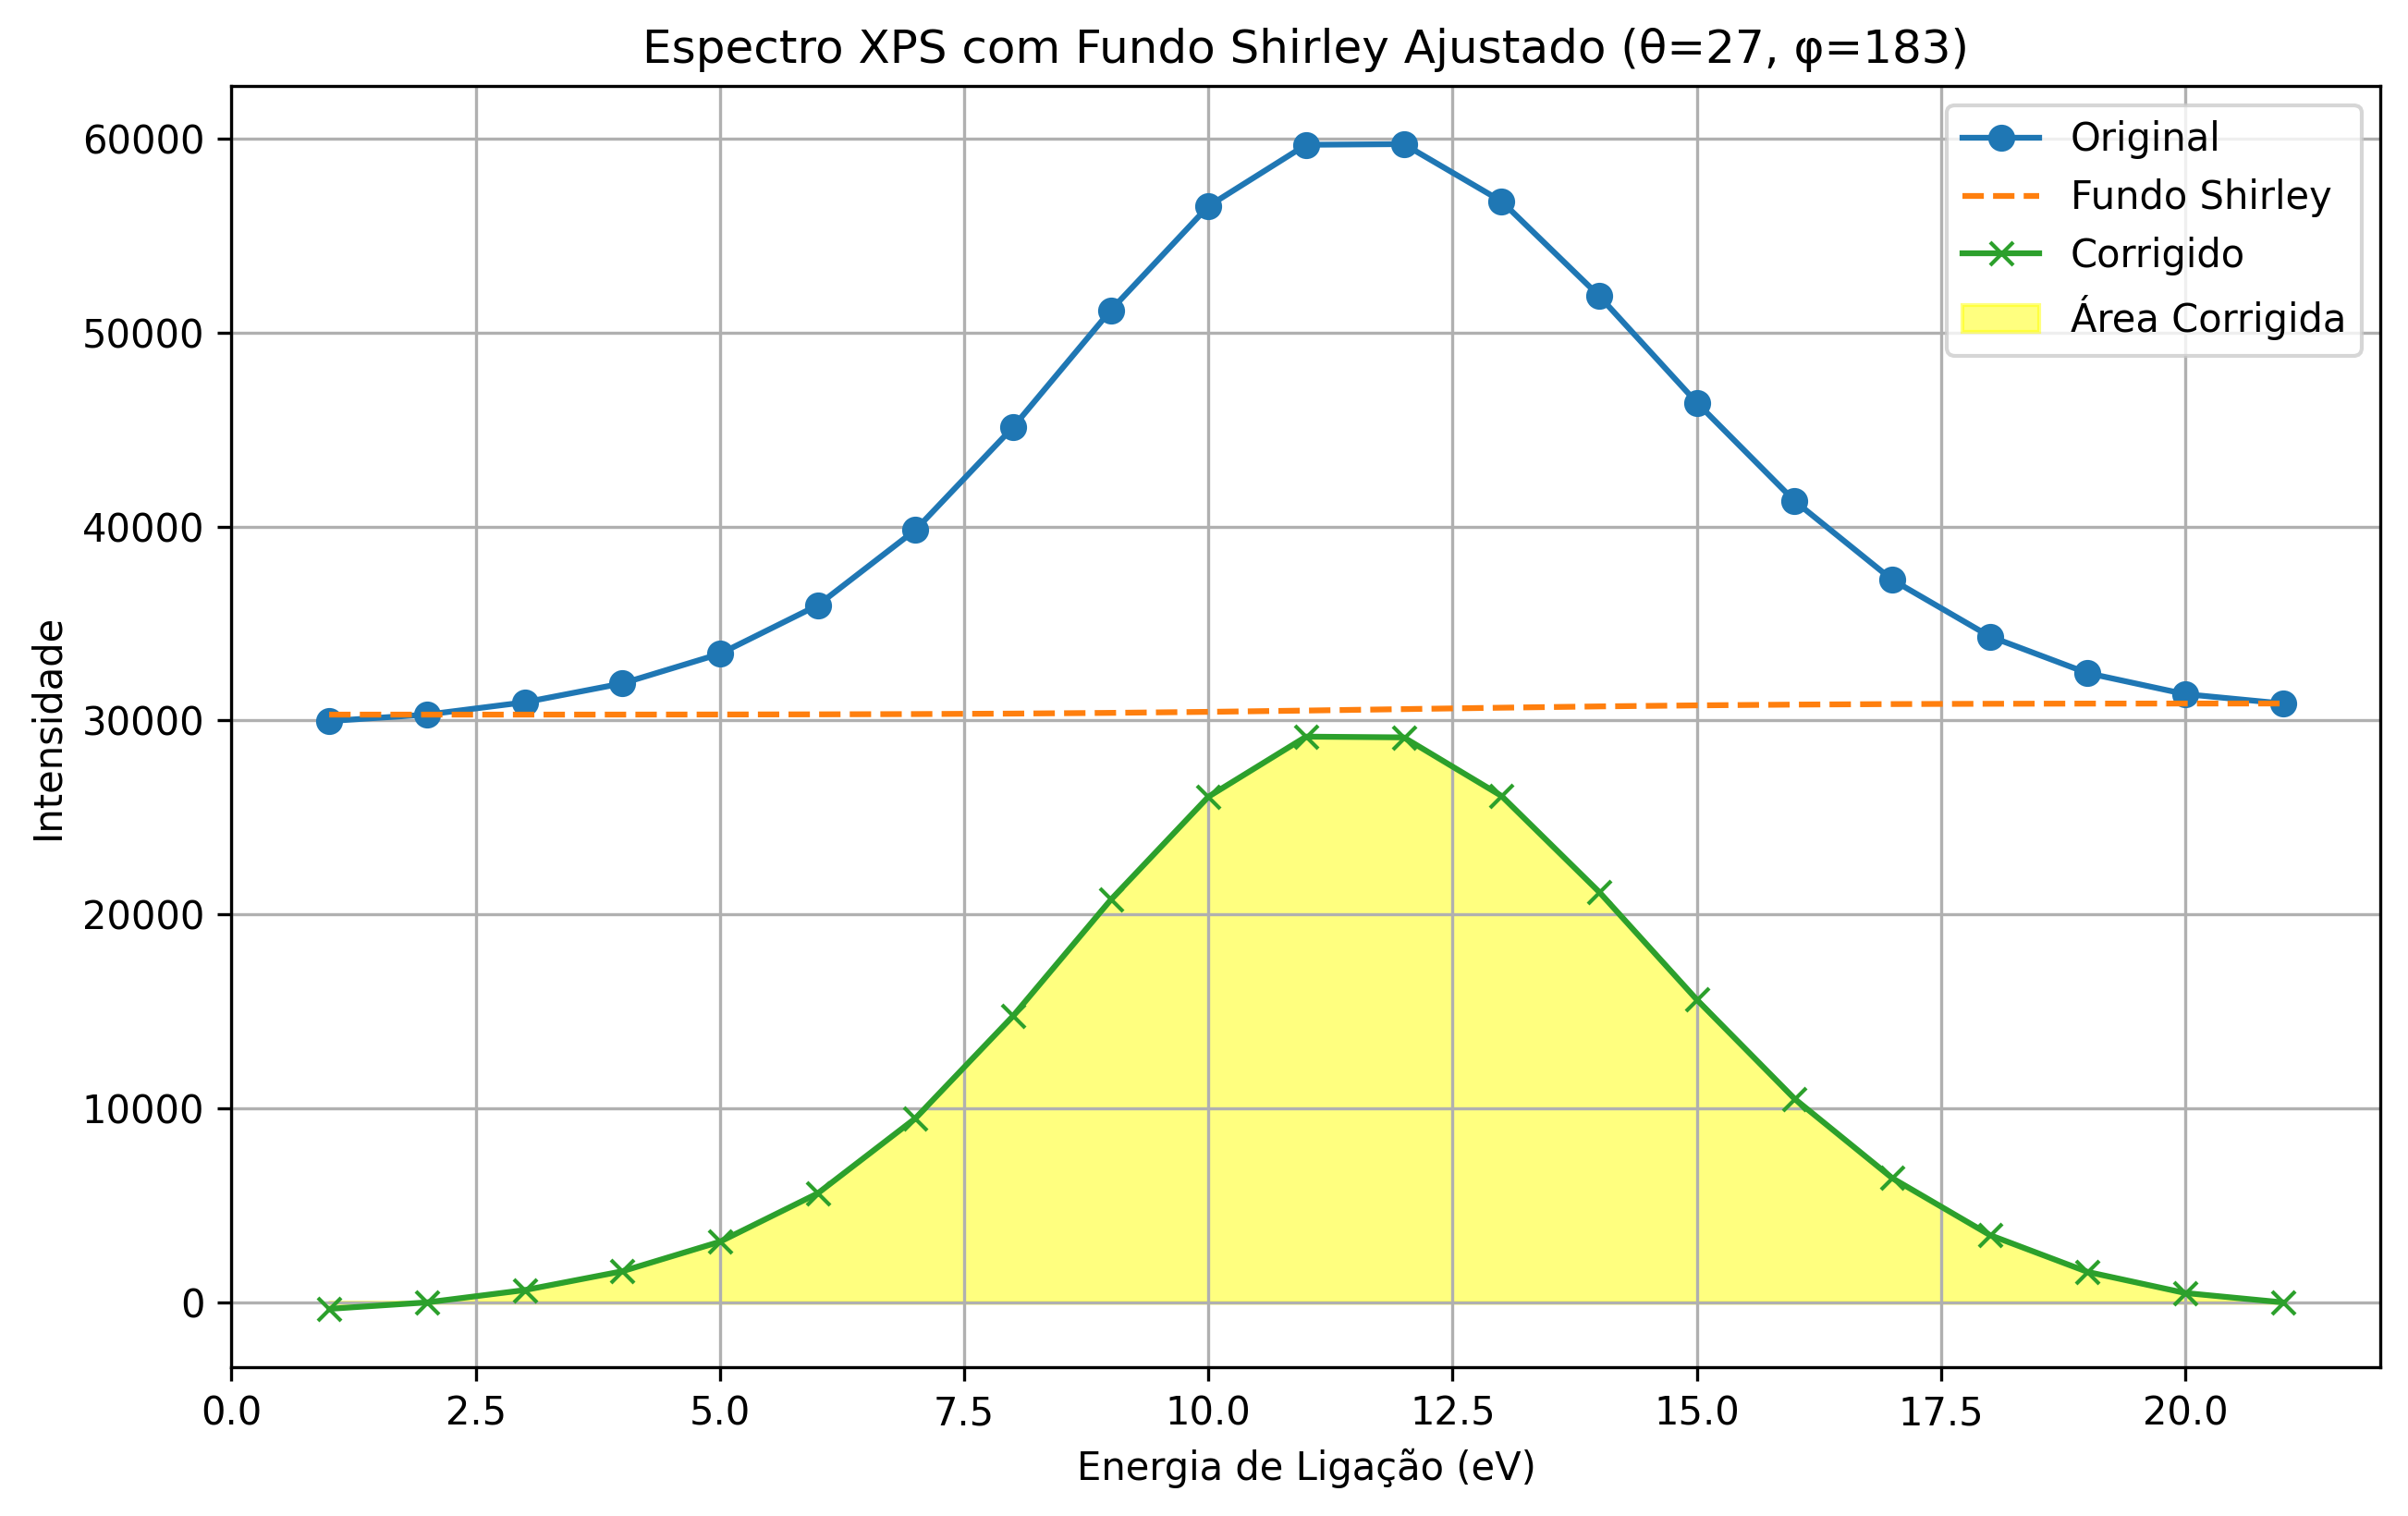 Espectro XPS com Fundo Shirley Ajustado (θ=27, φ=183)
Original
Fundo Shirley
Corrigido
Área Corrigida
60000
50000
40000
30000
20000
10000
0
Intensidade
0.0 2.5 5.0 7.5 10.0 12.5 15.0 17.5 20.0
Energia de Ligação (eV)